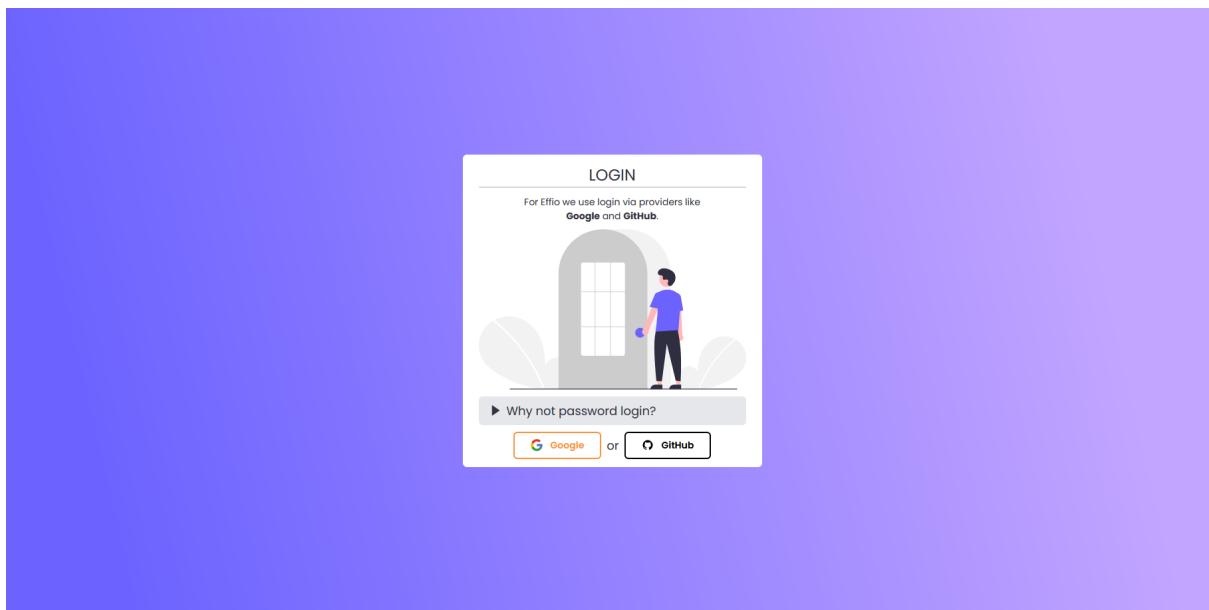 LOGIN
For Effio we use login via providers like
Google and GitHub.
Why not password login?
Google or GitHub